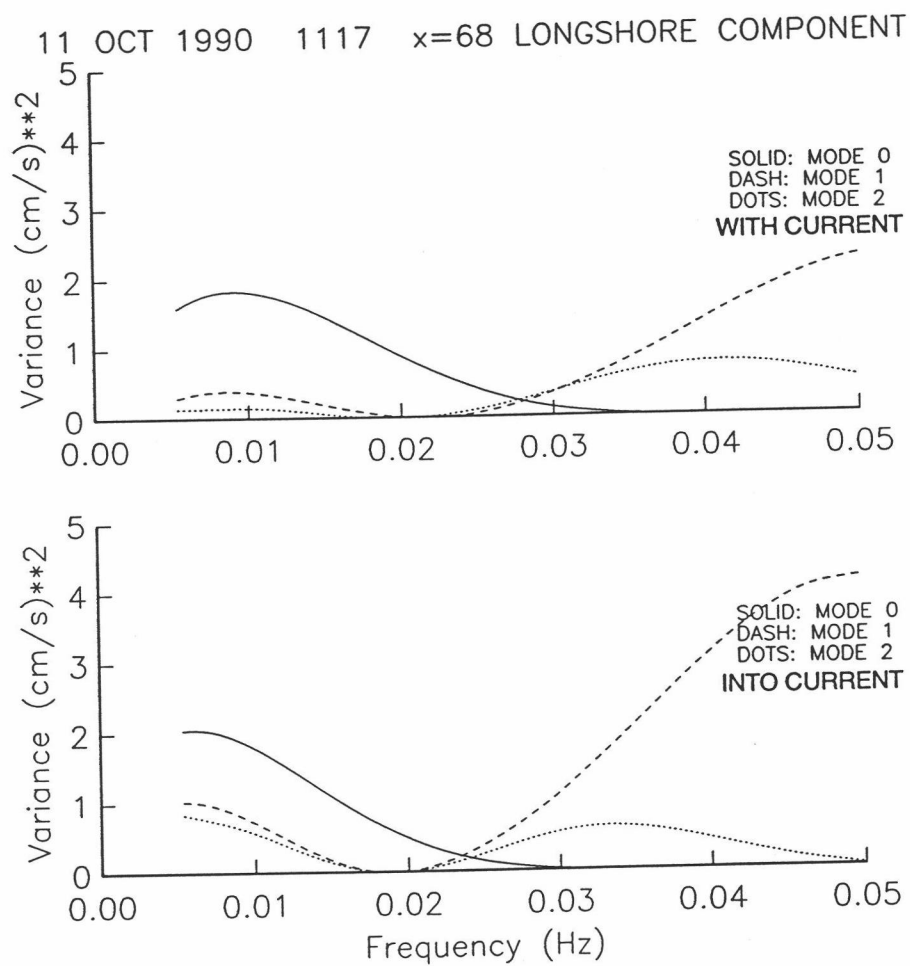 11 OCT 1990 1117 x=68 LONGSHORE COMPONENT
5
4
3
2
1
0
Variance (cm/s)**2
SOLID: MODE 0
DASH: MODE 1
DOTS: MODE 2
WITH CURRENT
0.00 0.01 0.02 0.03 0.04 0.05
5
4
3
2
1
0
Variance (cm/s)**2
SOLID: MODE 0
DASH: MODE 1
DOTS: MODE 2
INTO CURRENT
0.00 0.01 0.02 0.03 0.04 0.05
Frequency (Hz)